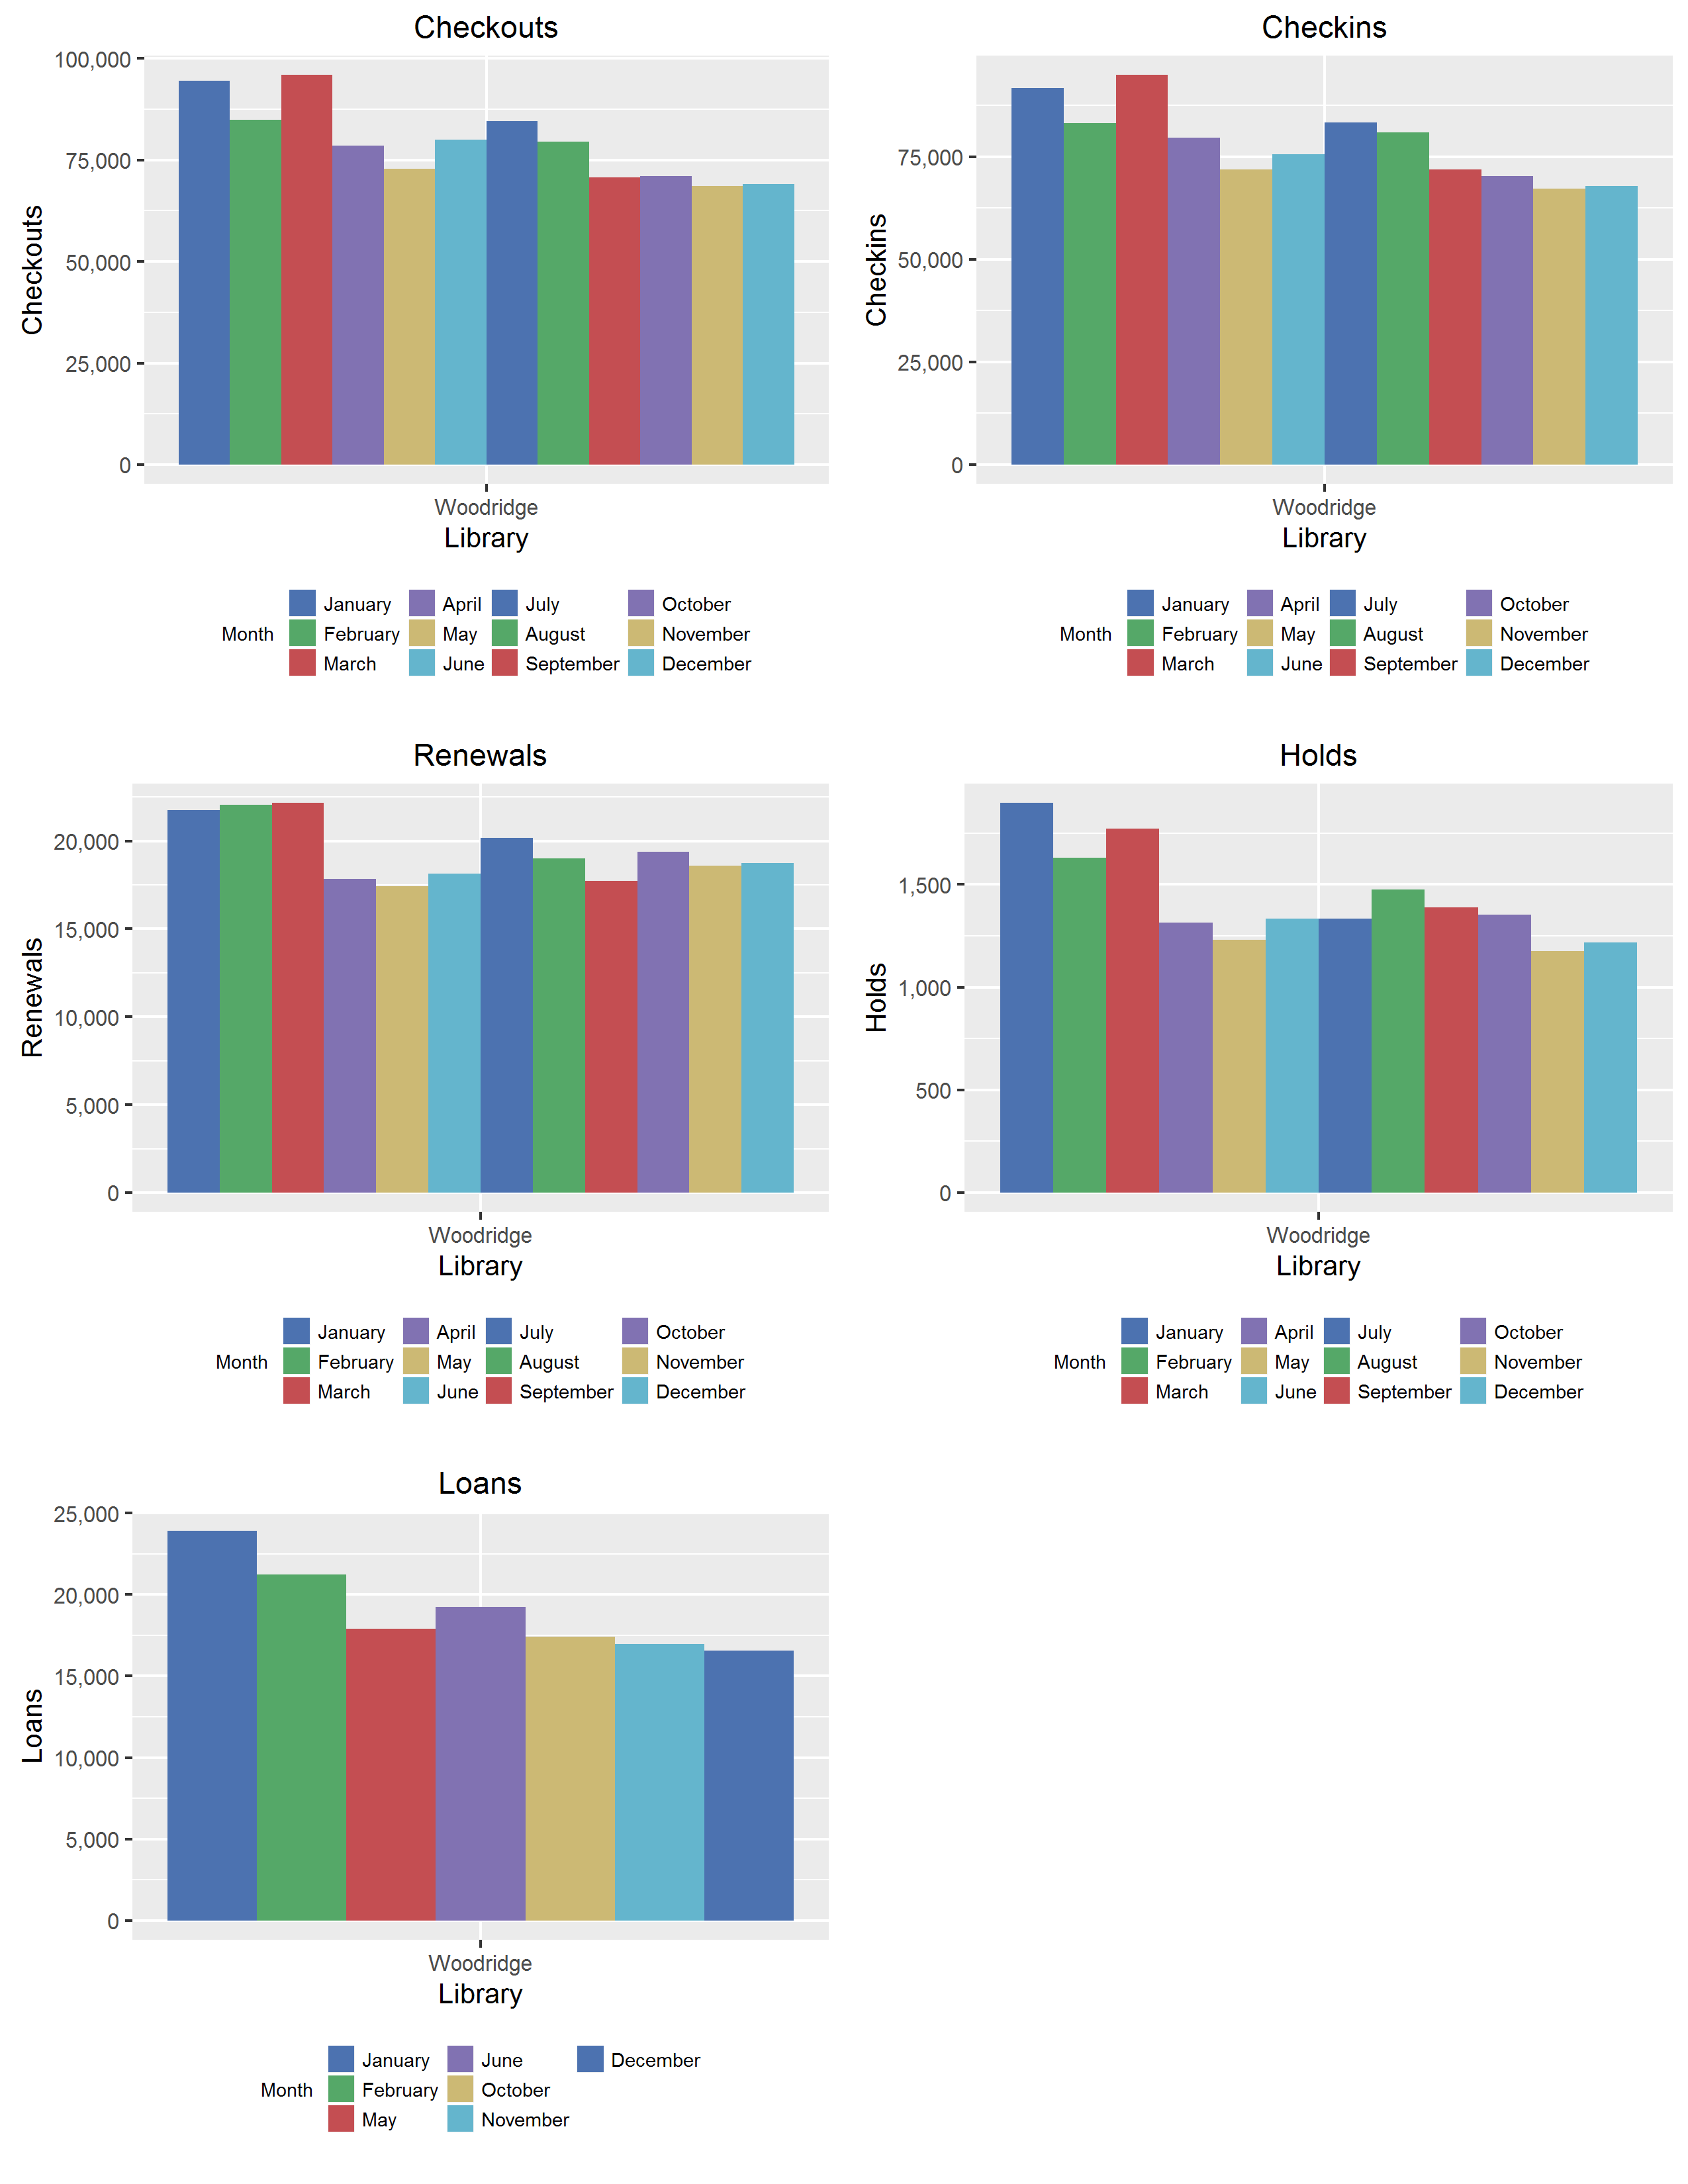 Checkouts
100,000
75,000
50,000
25,000
0
Checkouts
Woodridge
Library
Month
January
February
March
April
May
June
July
August
September
October
November
December
Checkins
75,000
50,000
25,000
0
Checkins
Woodridge
Library
Month
January
February
March
April
May
June
July
August
September
October
November
December
Renewals
20,000
15,000
10,000
5,000
0
Renewals
Woodridge
Library
Month
January
February
March
April
May
June
July
August
September
October
November
December
Holds
1,500
1,000
500
0
Holds
Woodridge
Library
Month
January
February
March
April
May
June
July
August
September
October
November
December
Loans
25,000
20,000
15,000
10,000
5,000
0
Loans
Woodridge
Library
Month
January
February
May
June
October
November
December